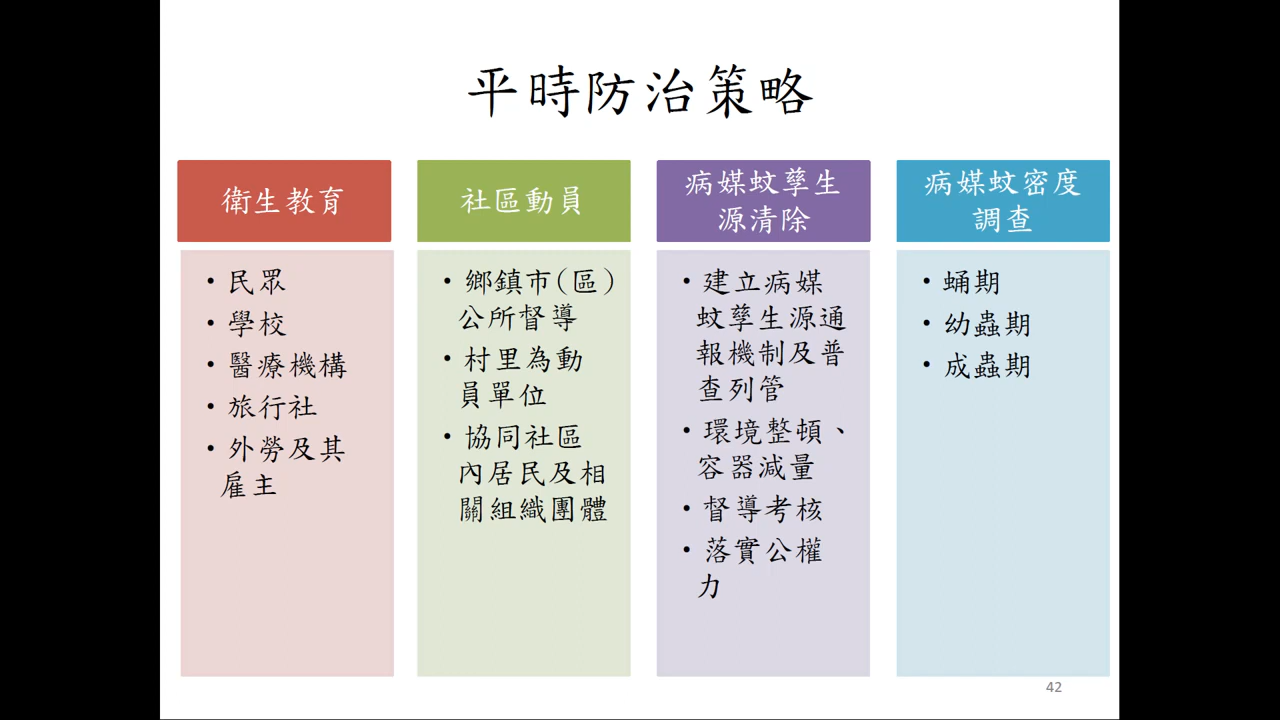 平時防治策略
衛生教育
• 民眾
• 學校
• 醫療機構
• 旅行社
• 外勞及其
雇主
社區動員
• 鄉鎮市(區)
公所督導
• 村里為動
員單位
• 協同社區
內居民及相
關組織團體
病媒蚊孳生
源清除
• 建立病媒
蚊孳生源通
報機制及普
查列管
• 環境整頓、
容器減量
• 督導考核
• 落實公權
力
病媒蚊密度
調查
• 蛹期
• 幼蟲期
• 成蟲期
42